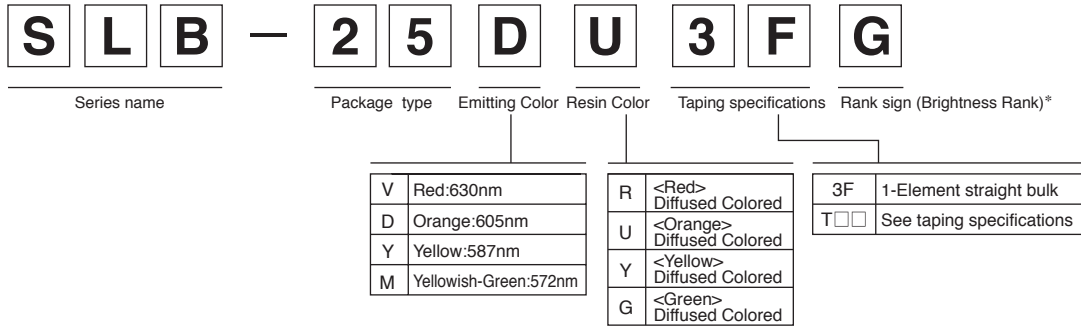 S L B — 2 5 D U 3 F G
Series name Package type Emitting Color Resin Color Taping specifications Rank sign (Brightness Rank)*
V Red:630nm
D Orange:605nm
Y Yellow:587nm
M Yellowish-Green:572nm
R <Red>
Diffused Colored
U <Orange>
Diffused Colored
Y <Yellow>
Diffused Colored
G <Green>
Diffused Colored
3F 1-Element straight bulk
T□□ See taping specifications